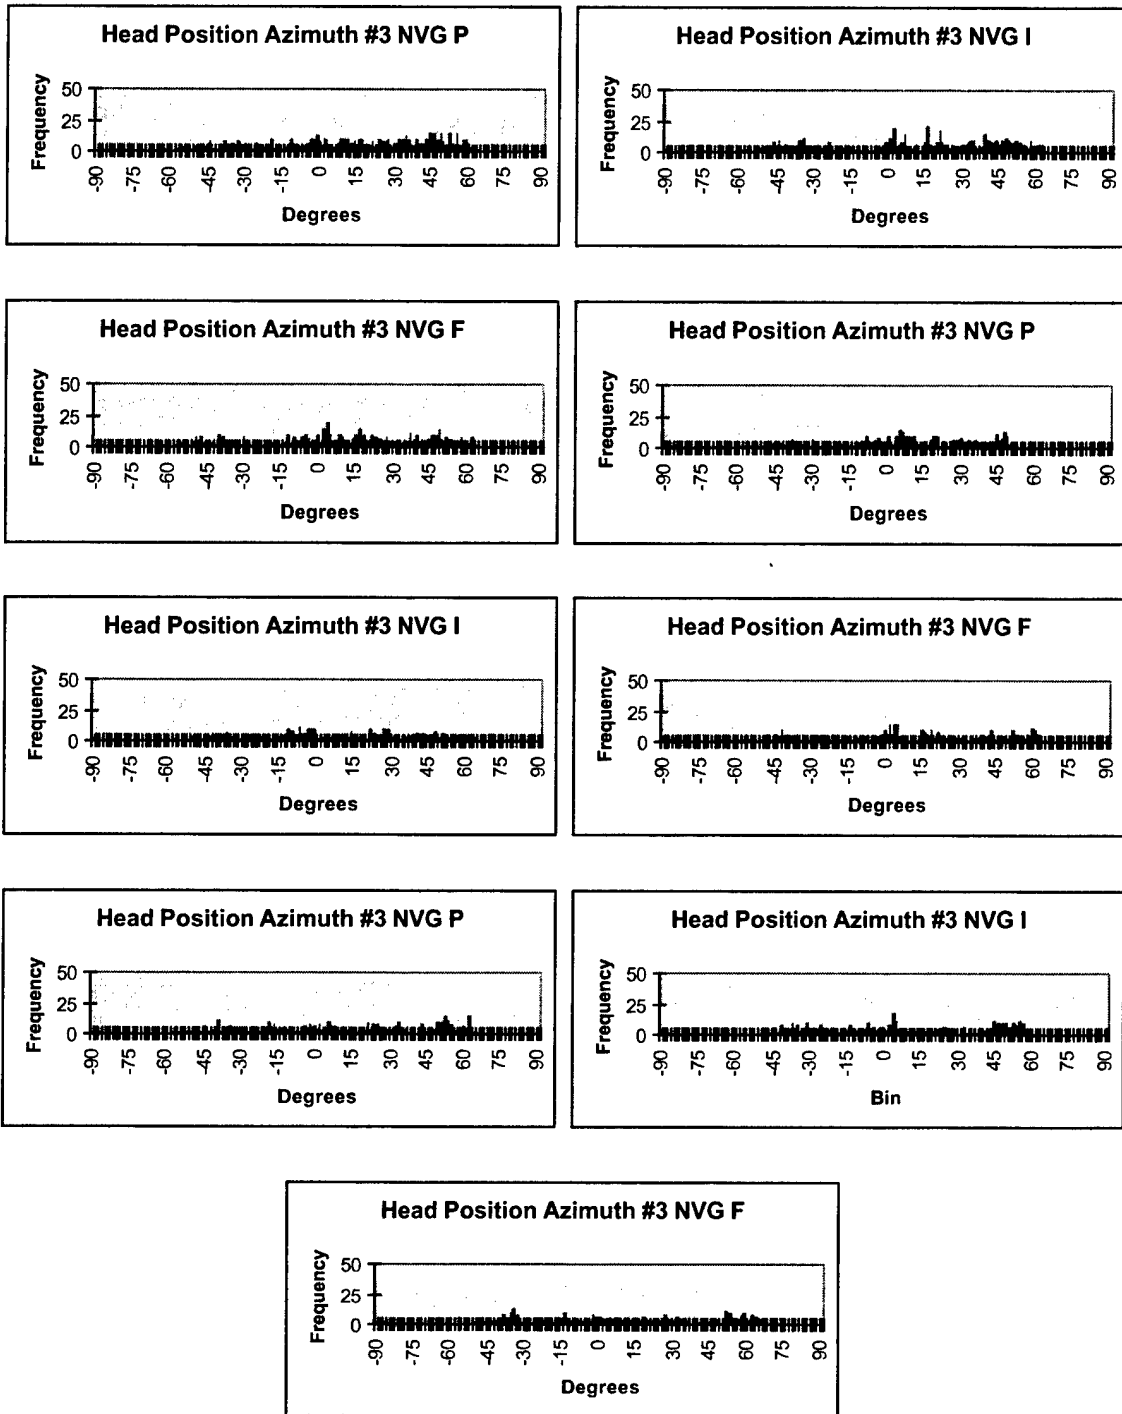 Head Position Azimuth #3 NVG P
Frequency
50
25
0
-90 -75 -60 -45 -30 -15 0 15 30 45 60 75 90
Degrees
Head Position Azimuth #3 NVG I
Frequency
50
25
0
-90 -75 -60 -45 -30 -15 0 15 30 45 60 75 90
Degrees
Head Position Azimuth #3 NVG F
Frequency
50
25
0
-90 -75 -60 -45 -30 -15 0 15 30 45 60 75 90
Degrees
Head Position Azimuth #3 NVG P
Frequency
50
25
0
-90 -75 -60 -45 -30 -15 0 15 30 45 60 75 90
Degrees
Head Position Azimuth #3 NVG I
Frequency
50
25
0
-90 -75 -60 -45 -30 -15 0 15 30 45 60 75 90
Degrees
Head Position Azimuth #3 NVG F
Frequency
50
25
0
-90 -75 -60 -45 -30 -15 0 15 30 45 60 75 90
Degrees
Head Position Azimuth #3 NVG P
Frequency
50
25
0
-90 -75 -60 -45 -30 -15 0 15 30 45 60 75 90
Degrees
Head Position Azimuth #3 NVG I
Frequency
50
25
0
-90 -75 -60 -45 -30 -15 0 15 30 45 60 75 90
Bin
Head Position Azimuth #3 NVG F
Frequency
50
25
0
-90 -75 -60 -45 -30 -15 0 15 30 45 60 75 90
Degrees